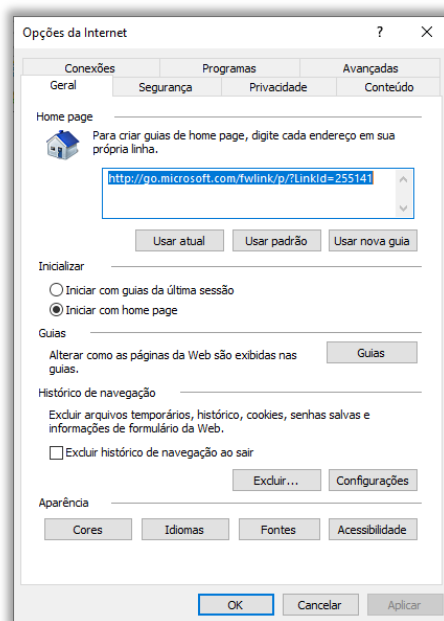 Opções da Internet ? X
Conexões Programas Avançadas
Geral Segurança Privacidade Conteúdo
Home page
Para criar guias de home page, digite cada endereço em sua
própria linha.
http://go.microsoft.com/fwlink/p/?LinkId=255141
Usar atual Usar padrão Usar nova guia
Inicializar
Iniciar com guias da última sessão
Iniciar com home page
Guias
Alterar como as páginas da Web são exibidas nas
guias.
Guias
Histórico de navegação
Excluir arquivos temporários, histórico, cookies, senhas salvas e
informações de formulário da Web.
Excluir histórico de navegação ao sair
Excluir... Configurações
Aparência
Cores Idiomas Fontes Acessibilidade
OK Cancelar Aplicar